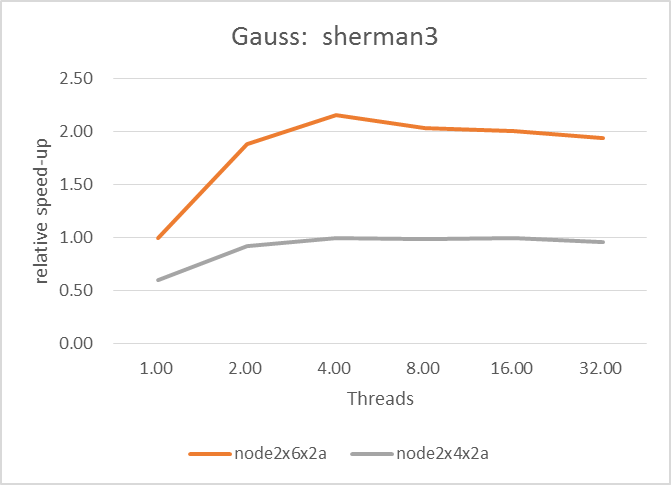 Gauss:  sherman3
2.50
2.00
1.50
1.00
0.50
0.00
relative speed-up
1.00 2.00 4.00 8.00 16.00 32.00
Threads
node2x6x2a node2x4x2a